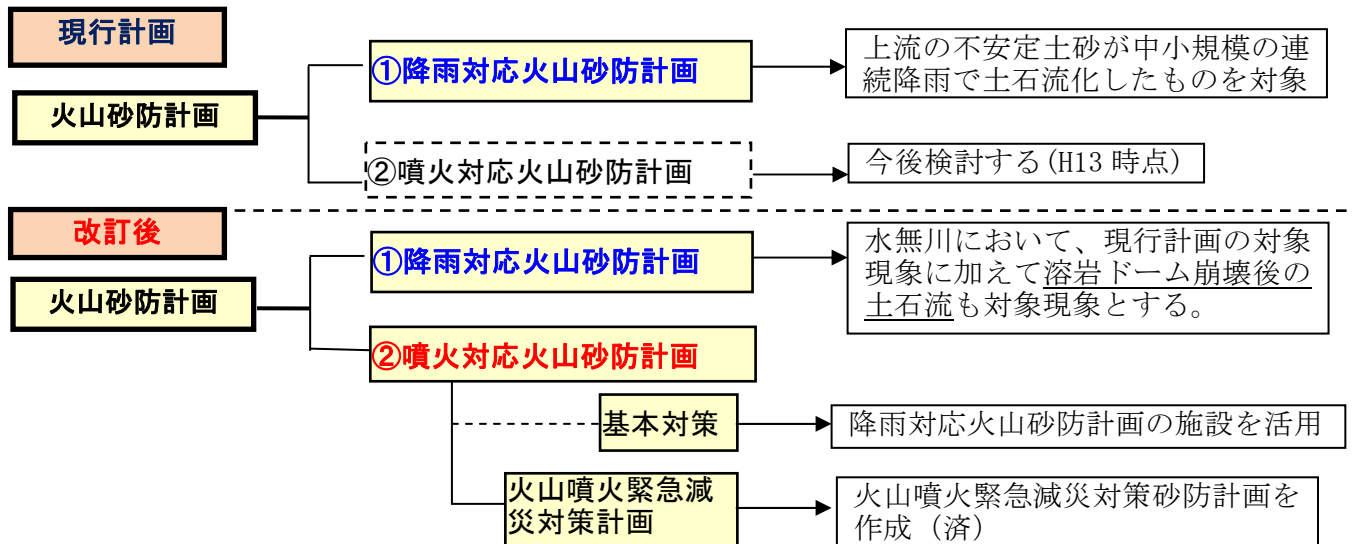 現行計画
火山砂防計画
①降雨対応火山砂防計画
上流の不安定土砂が中小規模の連
続降雨で土石流化したものを対象
②噴火対応火山砂防計画
今後検討する(H13 時点)
改訂後
火山砂防計画
①降雨対応火山砂防計画
水無川において、現行計画の対象
現象に加えて溶岩ドーム崩壊後の
土石流も対象現象とする。
②噴火対応火山砂防計画
基本対策
降雨対応火山砂防計画の施設を活用
火山噴火緊急減
災対策計画
火山噴火緊急減災対策砂防計画を
作成（済）